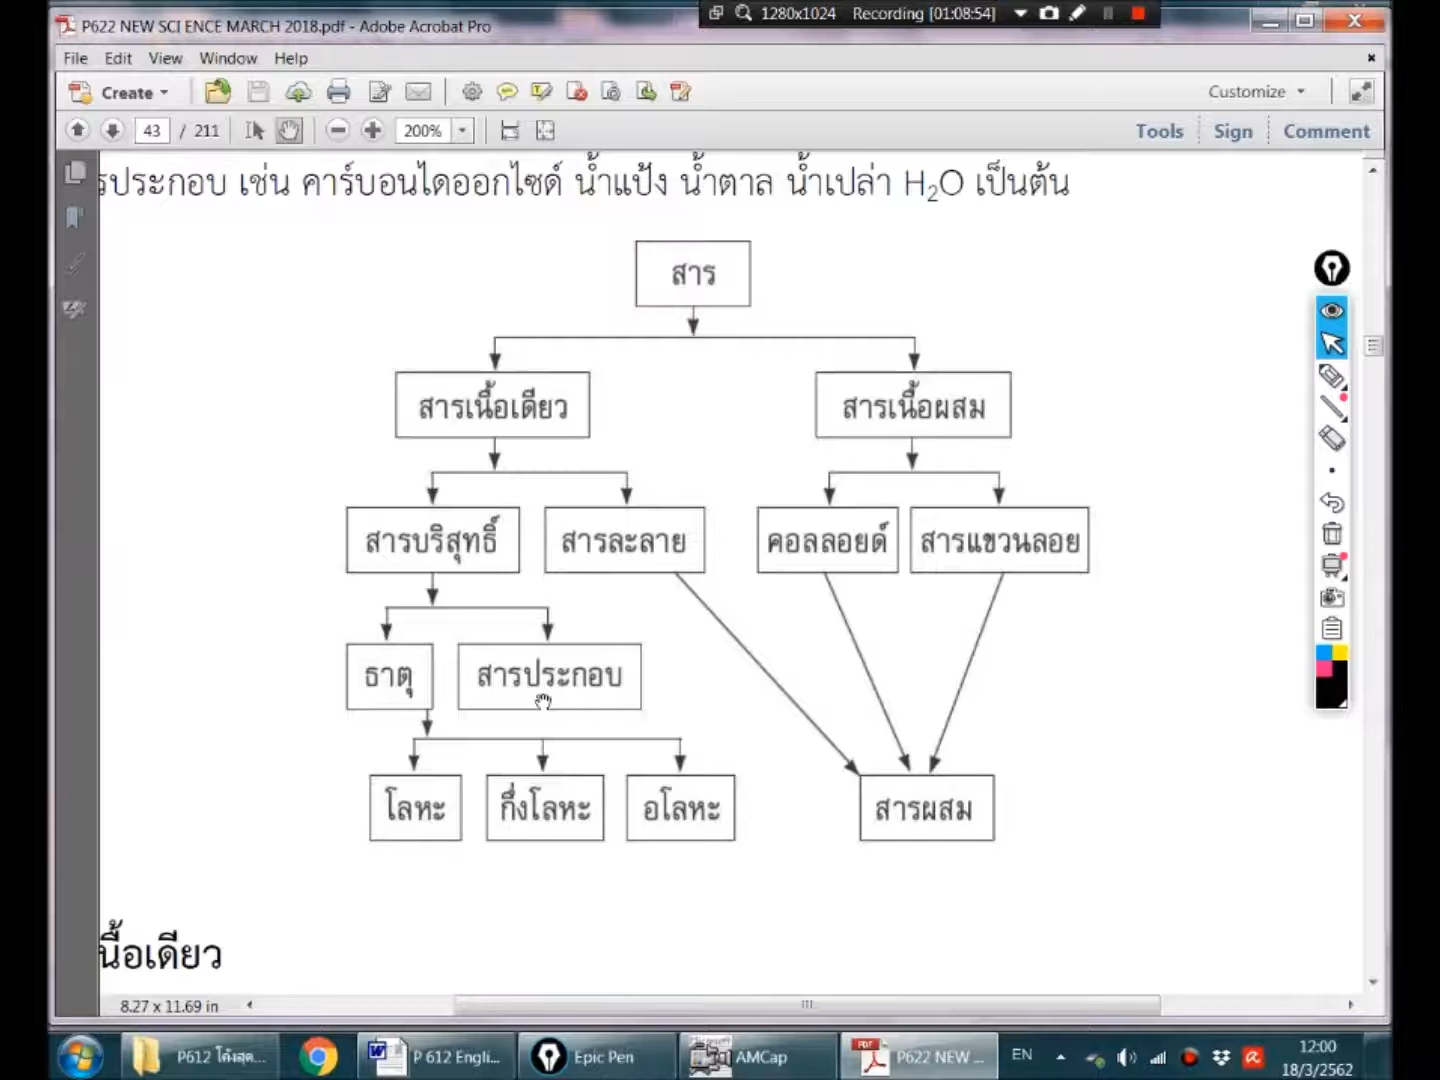 1280x1024 Recording [01:08:54]
P622 NEW SCI ENCE MARCH 2018.pdf - Adobe Acrobat Pro
File Edit View Window Help
Create Customize
43 / 211 200% Tools Sign Comment
รประกอบ เช่น คาร์บอนไดออกไซด์ น้ำแป้ง น้ำตาล น้ำเปล่า H₂O เป็นต้น
สาร
สารเนื้อเดียว สารเนื้อผสม
สารบริสุทธิ์ สารละลาย คอลลอยด์ สารแขวนลอย
ธาตุ สารประกอบ
โลหะ กึ่งโลหะ อโลหะ สารผสม
นื้อเดียว
8.27 x 11.69 in
P612 โค้งสุด... P 612 Engli... Epic Pen AMCap P622 NEW ... EN 12:00
18/3/2562